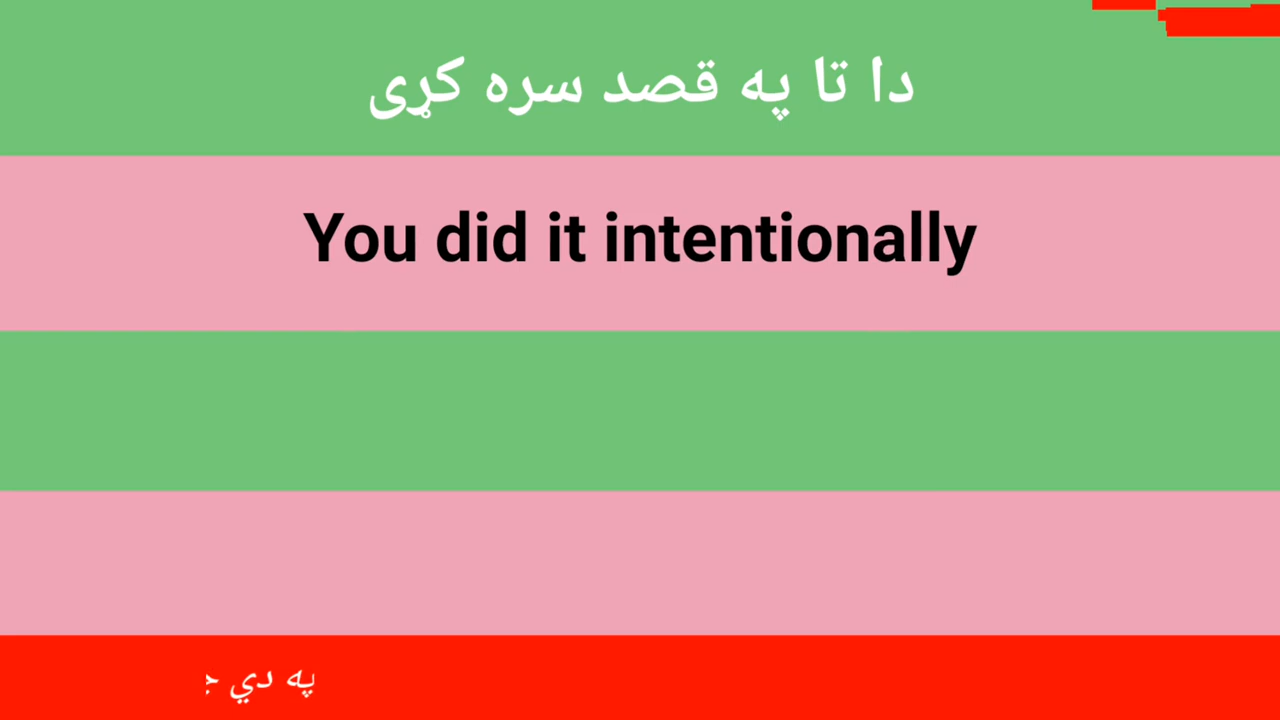 دا تا په قصد سره کړی
You did it intentionally
په دي